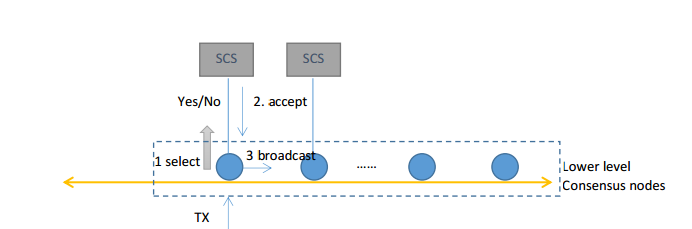 SCS
SCS
Yes/No
2. accept
1 select
3 broadcast
......
Lower level
Consensus nodes
TX